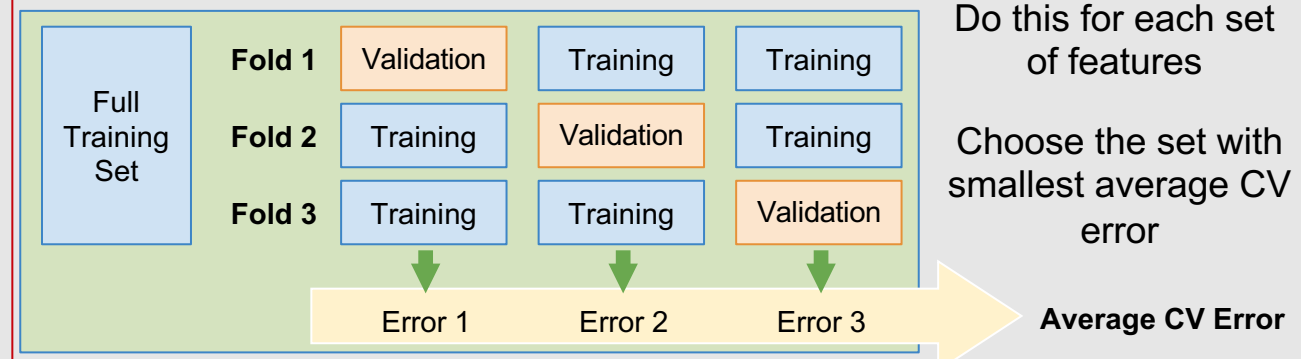 Full
Training
Set
Fold 1 Validation Training Training
Fold 2 Training Validation Training
Fold 3 Training Training Validation
Error 1 Error 2 Error 3
Average CV Error
Do this for each set
of features
Choose the set with
smallest average CV
error